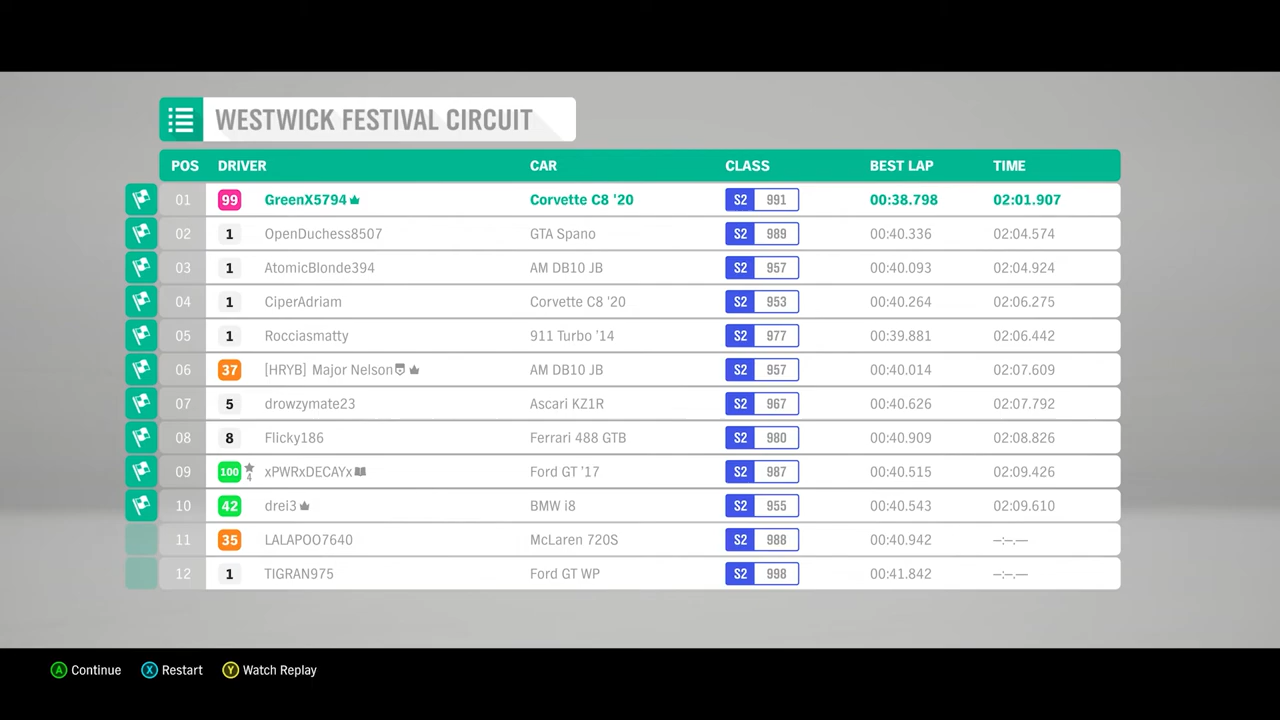 WESTWICK FESTIVAL CIRCUIT
POS DRIVER CAR CLASS BEST LAP TIME
01 99 GreenX5794 Corvette C8 '20 S2 991 00:38.798 02:01.907
02 1 OpenDuchess8507 GTA Spano S2 989 00:40.336 02:04.574
03 1 AtomicBlonde394 AM DB10 JB S2 957 00:40.093 02:04.924
04 1 CiperAdriam Corvette C8 '20 S2 953 00:40.264 02:06.275
05 1 Rocciasmatty 911 Turbo '14 S2 977 00:39.881 02:06.442
06 37 [HRYB] Major Nelson AM DB10 JB S2 957 00:40.014 02:07.609
07 5 drowzymate23 Ascari KZ1R S2 967 00:40.626 02:07.792
08 8 Flicky186 Ferrari 488 GTB S2 980 00:40.909 02:08.826
09 100 4 xPWRxDECAYx Ford GT '17 S2 987 00:40.515 02:09.426
10 42 drei3 BMW i8 S2 955 00:40.543 02:09.610
11 35 LALAPOO7640 McLaren 720S S2 988 00:40.942 --:--.---
12 1 TIGRAN975 Ford GT WP S2 998 00:41.842 --:--.---
A Continue X Restart Y Watch Replay